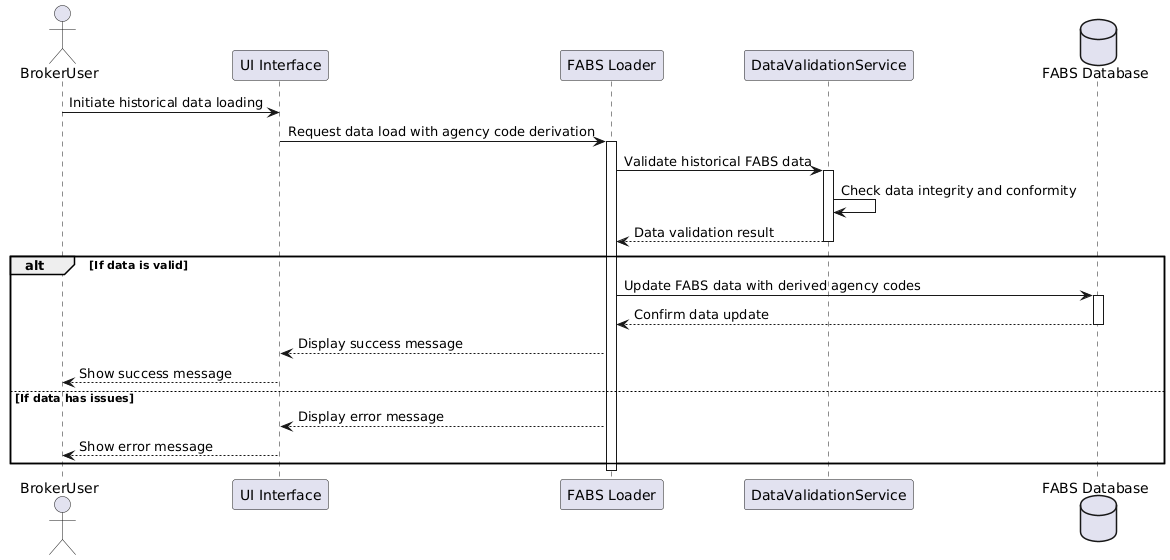 BrokerUser
UI Interface
FABS Loader
DataValidationService
FABS Database
Initiate historical data loading
Request data load with agency code derivation
Validate historical FABS data
Check data integrity and conformity
Data validation result
alt [If data is valid]
Update FABS data with derived agency codes
Confirm data update
Display success message
Show success message
[If data has issues]
Display error message
Show error message
BrokerUser
UI Interface
FABS Loader
DataValidationService
FABS Database